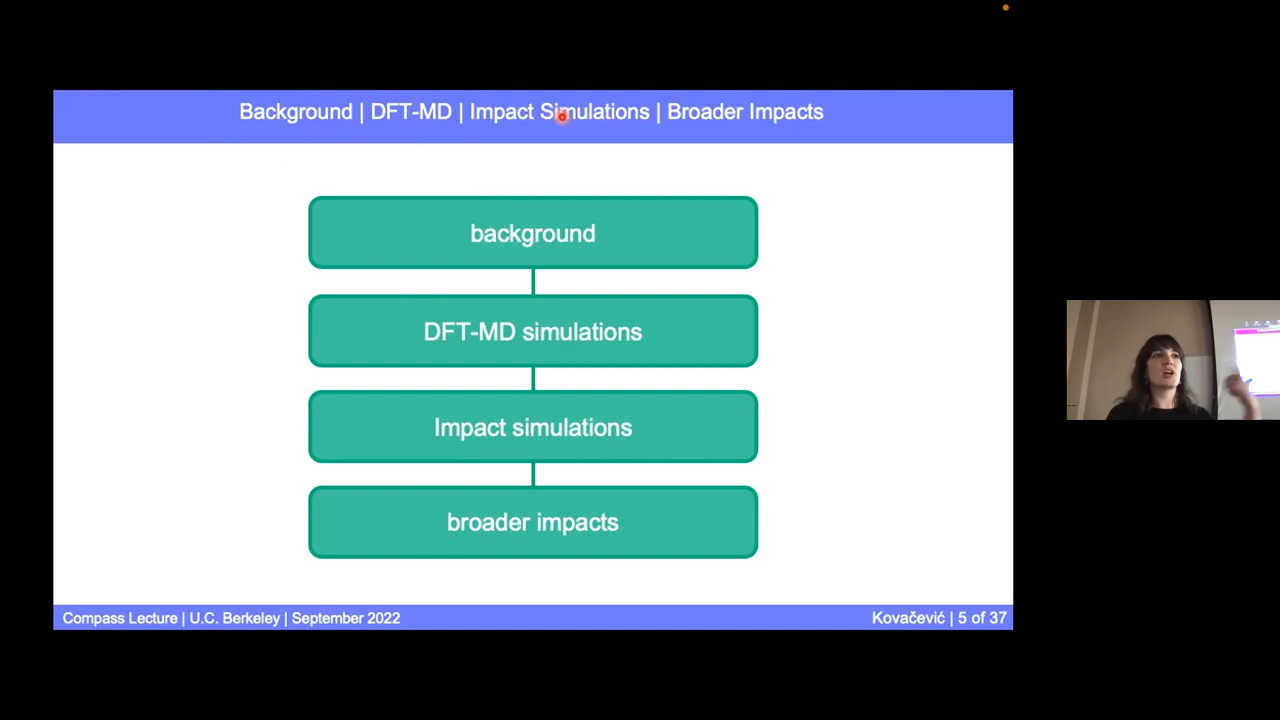 Background | DFT-MD | Impact Simulations | Broader Impacts
background
DFT-MD simulations
Impact simulations
broader impacts
Compass Lecture | U.C. Berkeley | September 2022
Kovačević | 5 of 37